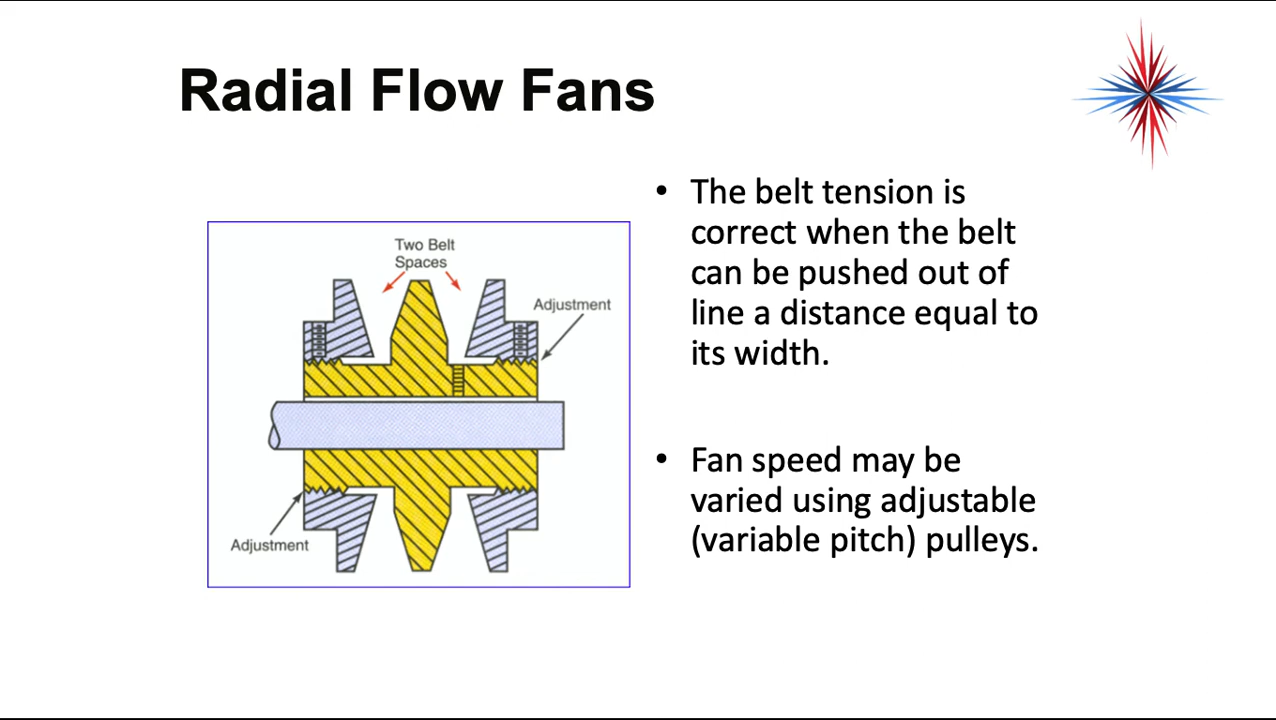 Radial Flow Fans
Two Belt
Spaces
Adjustment
Adjustment
• The belt tension is
correct when the belt
can be pushed out of
line a distance equal to
its width.
• Fan speed may be
varied using adjustable
(variable pitch) pulleys.